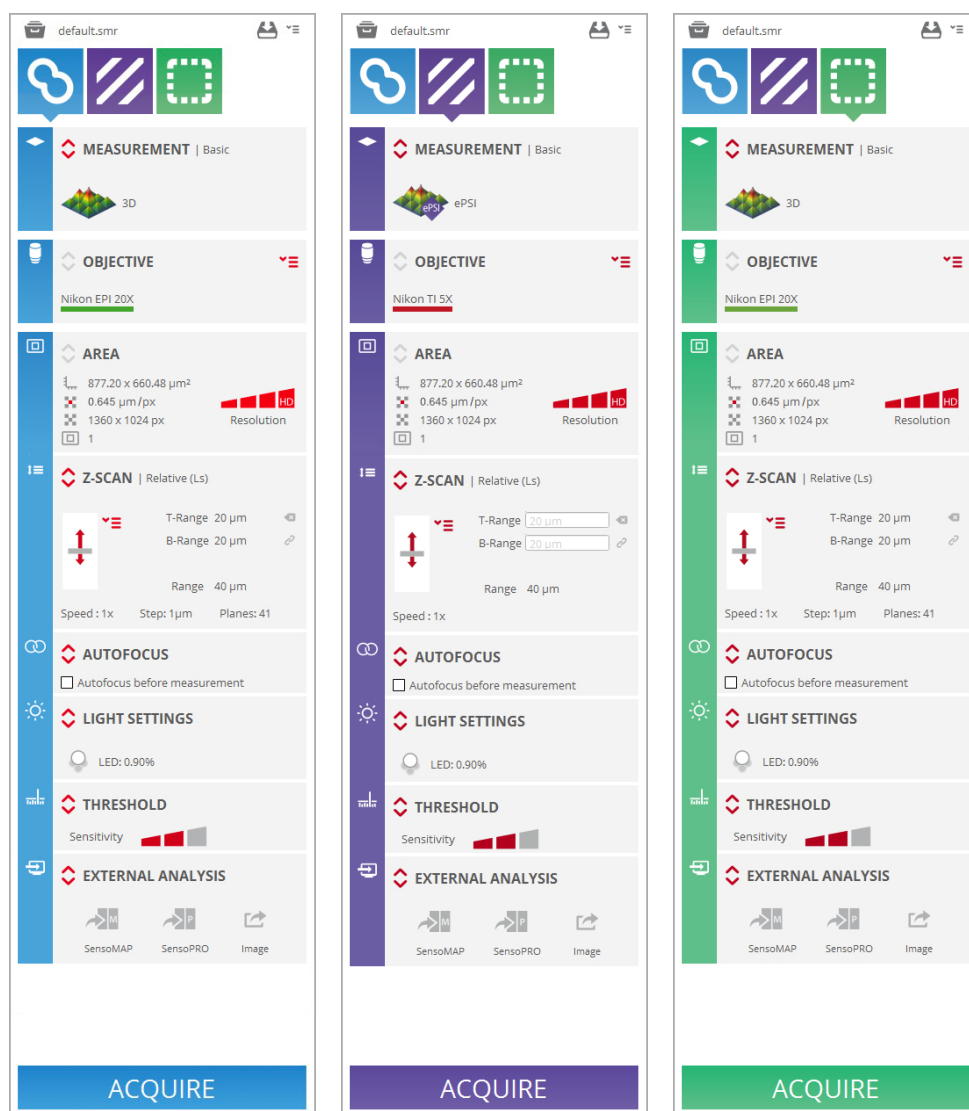 default.smr
MEASUREMENT | Basic
3D
OBJECTIVE
Nikon EPI 20X
AREA
877.20 x 660.48 µm²
0.645 µm/px
1360 x 1024 px
HD
Resolution
1
Z-SCAN | Relative (Ls)
T-Range 20 µm
B-Range 20 µm
Range 40 µm
Speed : 1x Step: 1µm Planes: 41
AUTOFOCUS
Autofocus before measurement
LIGHT SETTINGS
LED: 0.90%
THRESHOLD
Sensitivity
EXTERNAL ANALYSIS
M P
SensoMAP SensoPRO Image
ACQUIRE
default.smr
MEASUREMENT | Basic
ePSI ePSI
OBJECTIVE
Nikon TI 5X
AREA
877.20 x 660.48 µm²
0.645 µm/px
1360 x 1024 px
HD
Resolution
1
Z-SCAN | Relative (Ls)
T-Range 20 µm
B-Range 20 µm
Range 40 µm
Speed : 1x
AUTOFOCUS
Autofocus before measurement
LIGHT SETTINGS
LED: 0.90%
THRESHOLD
Sensitivity
EXTERNAL ANALYSIS
M P
SensoMAP SensoPRO Image
ACQUIRE
default.smr
MEASUREMENT | Basic
3D
OBJECTIVE
Nikon EPI 20X
AREA
877.20 x 660.48 µm²
0.645 µm/px
1360 x 1024 px
HD
Resolution
1
Z-SCAN | Relative (Ls)
T-Range 20 µm
B-Range 20 µm
Range 40 µm
Speed : 1x Step: 1µm Planes: 41
AUTOFOCUS
Autofocus before measurement
LIGHT SETTINGS
LED: 0.90%
THRESHOLD
Sensitivity
EXTERNAL ANALYSIS
M P
SensoMAP SensoPRO Image
ACQUIRE